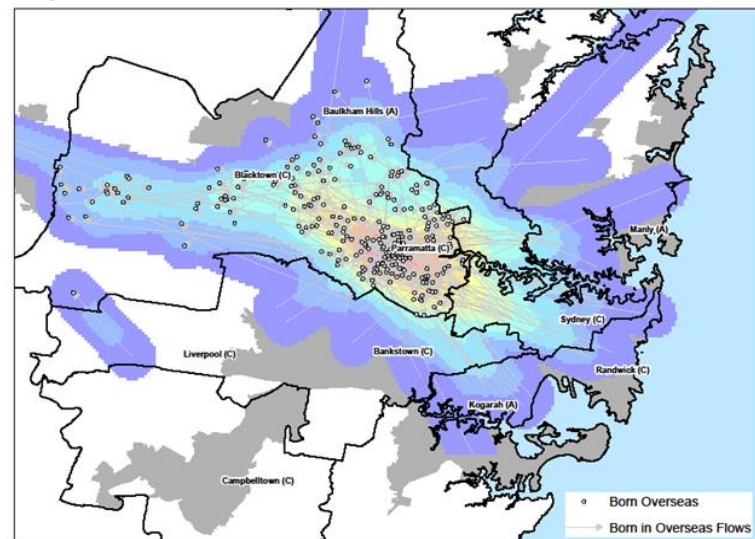 Baulkham Hills (A)
Blacktown (C)
Parramatta (C)
Manly (A)
Sydney (C)
Liverpool (C)
Bankstown (C)
Randwick (C)
Kogarah (A)
Campbelltown (C)
Born Overseas
Born in Overseas Flows